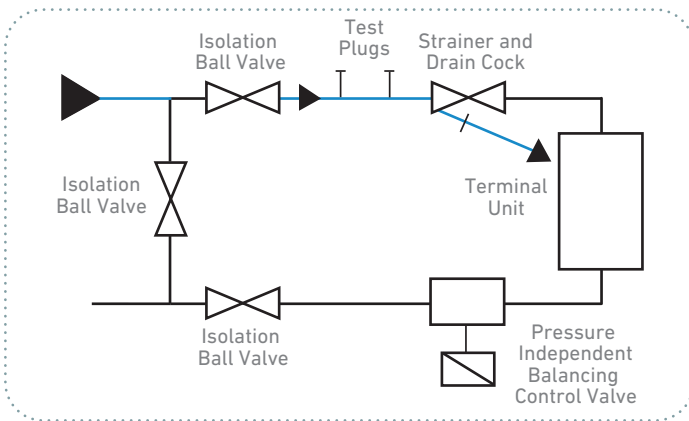 Isolation
Ball Valve
Test
Plugs
Strainer and
Drain Cock
Isolation
Ball Valve
Terminal
Unit
Isolation
Ball Valve
Pressure
Independent
Balancing
Control Valve